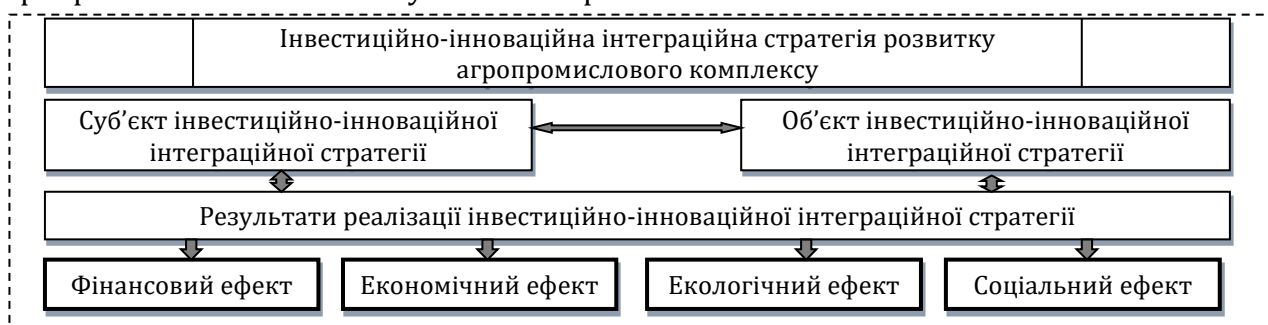 Інвестиційно-інноваційна інтеграційна стратегія розвитку
агропромислового комплексу
Суб’єкт інвестиційно-інноваційної
інтеграційної стратегії
Об’єкт інвестиційно-інноваційної
інтеграційної стратегії
Результати реалізації інвестиційно-інноваційної інтеграційної стратегії
Фінансовий ефект
Економічний ефект
Екологічний ефект
Соціальний ефект